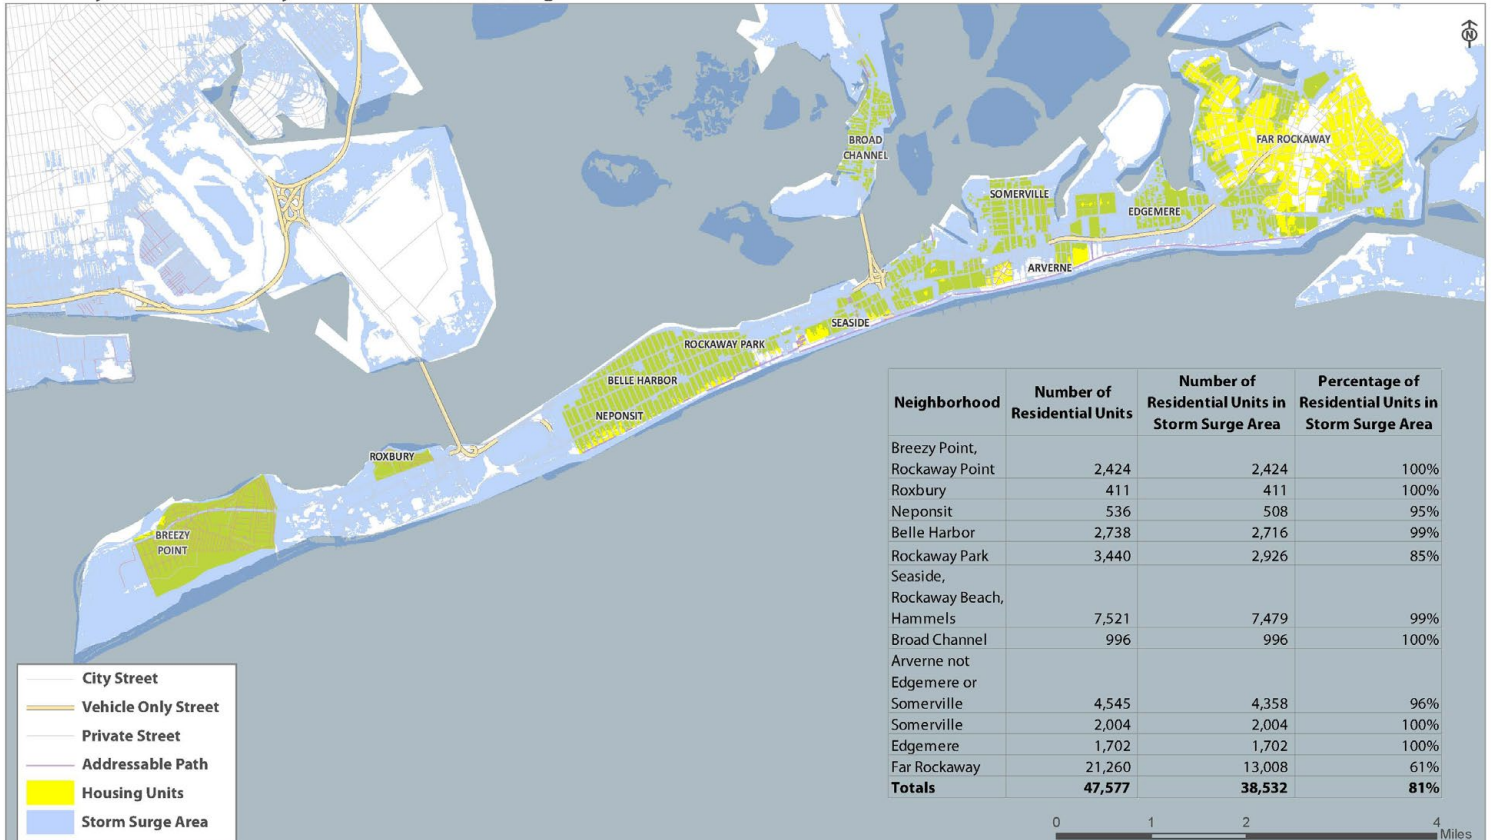 N
BROAD
CHANNEL
FAR ROCKAWAY
SOMERVILLE
EDGEMERE
ARVERNE
SEASIDE
ROCKAWAY PARK
BELLE HARBOR
NEPONSIT
ROXBURY
BREEZY
POINT
Neighborhood Number of Residential Units Number of Residential Units in Storm Surge Area Percentage of Residential Units in Storm Surge Area
Breezy Point,
Rockaway Point 2,424 2,424 100%
Roxbury 411 411 100%
Neponsit 536 508 95%
Belle Harbor 2,738 2,716 99%
Rockaway Park 3,440 2,926 85%
Seaside,
Rockaway Beach,
Hammels 7,521 7,479 99%
Broad Channel 996 996 100%
Arverne not
Edgemere or
Somerville 4,545 4,358 96%
Somerville 2,004 2,004 100%
Edgemere 1,702 1,702 100%
Far Rockaway 21,260 13,008 61%
Totals 47,577 38,532 81%
City Street
Vehicle Only Street
Private Street
Addressable Path
Housing Units
Storm Surge Area
0 1 2 4
Miles